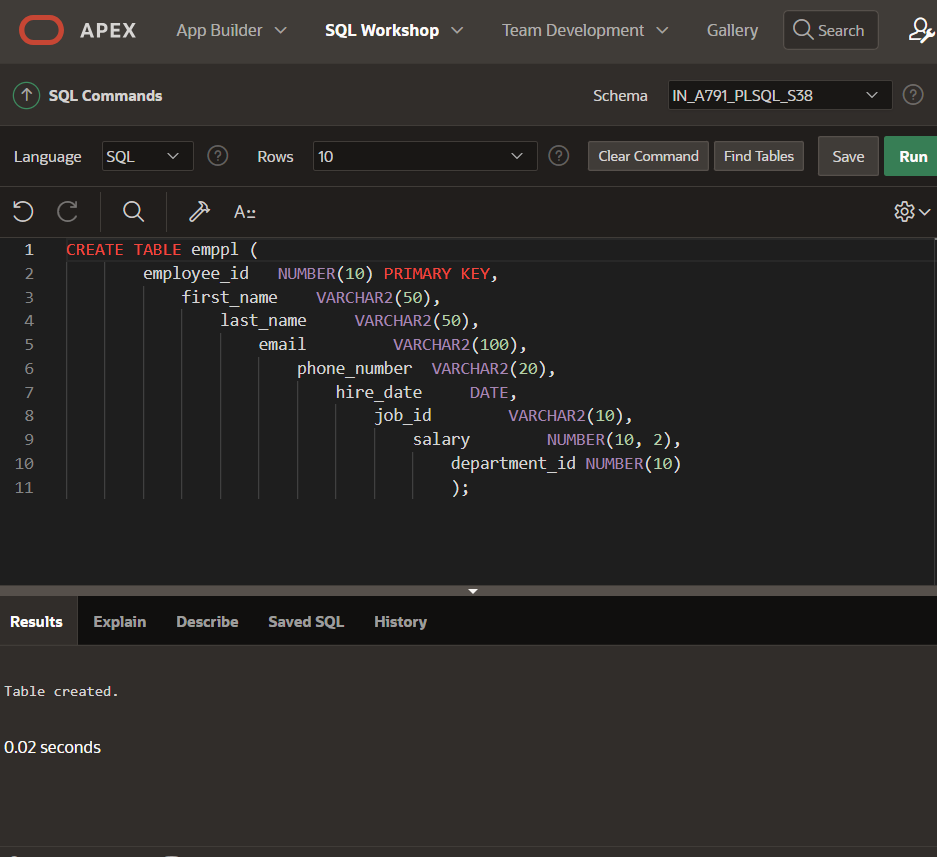 APEX App Builder SQL Workshop Team Development Gallery Search
SQL Commands Schema IN_A791_PLSQL_S38 ?
Language SQL ? Rows 10 ? Clear Command Find Tables Save Run
A::
1 CREATE TABLE emppl (
2 employee_id NUMBER(10) PRIMARY KEY,
3 first_name VARCHAR2(50),
4 last_name VARCHAR2(50),
5 email VARCHAR2(100),
6 phone_number VARCHAR2(20),
7 hire_date DATE,
8 job_id VARCHAR2(10),
9 salary NUMBER(10, 2),
10 department_id NUMBER(10)
11 );
Results Explain Describe Saved SQL History
Table created.
0.02 seconds